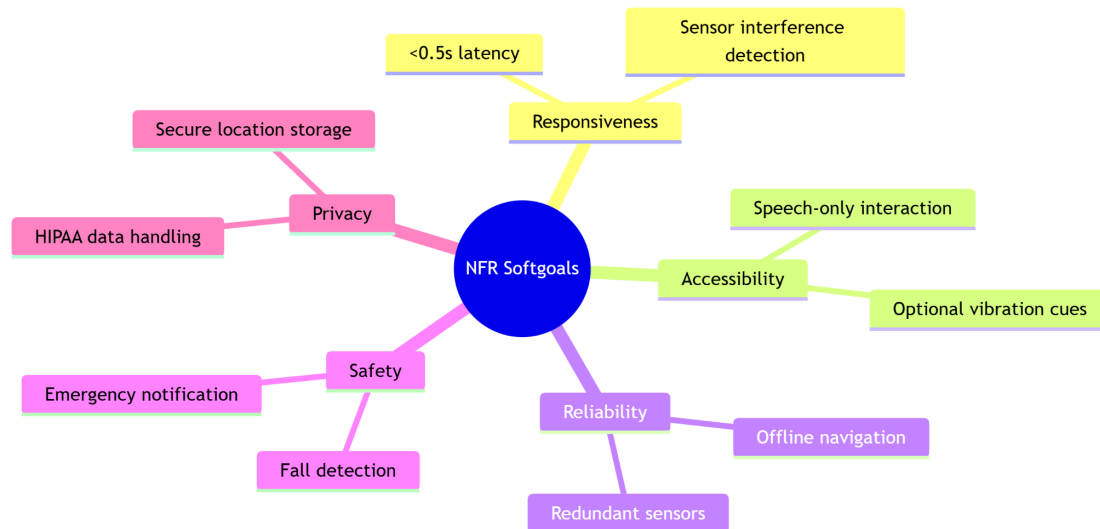 Sensor interference
detection
<0.5s latency
Responsiveness
Secure location storage
Privacy
HIPAA data handling
Speech-only interaction
Accessibility
Optional vibration cues
NFR Softgoals
Safety
Emergency notification
Fall detection
Reliability
Offline navigation
Redundant sensors